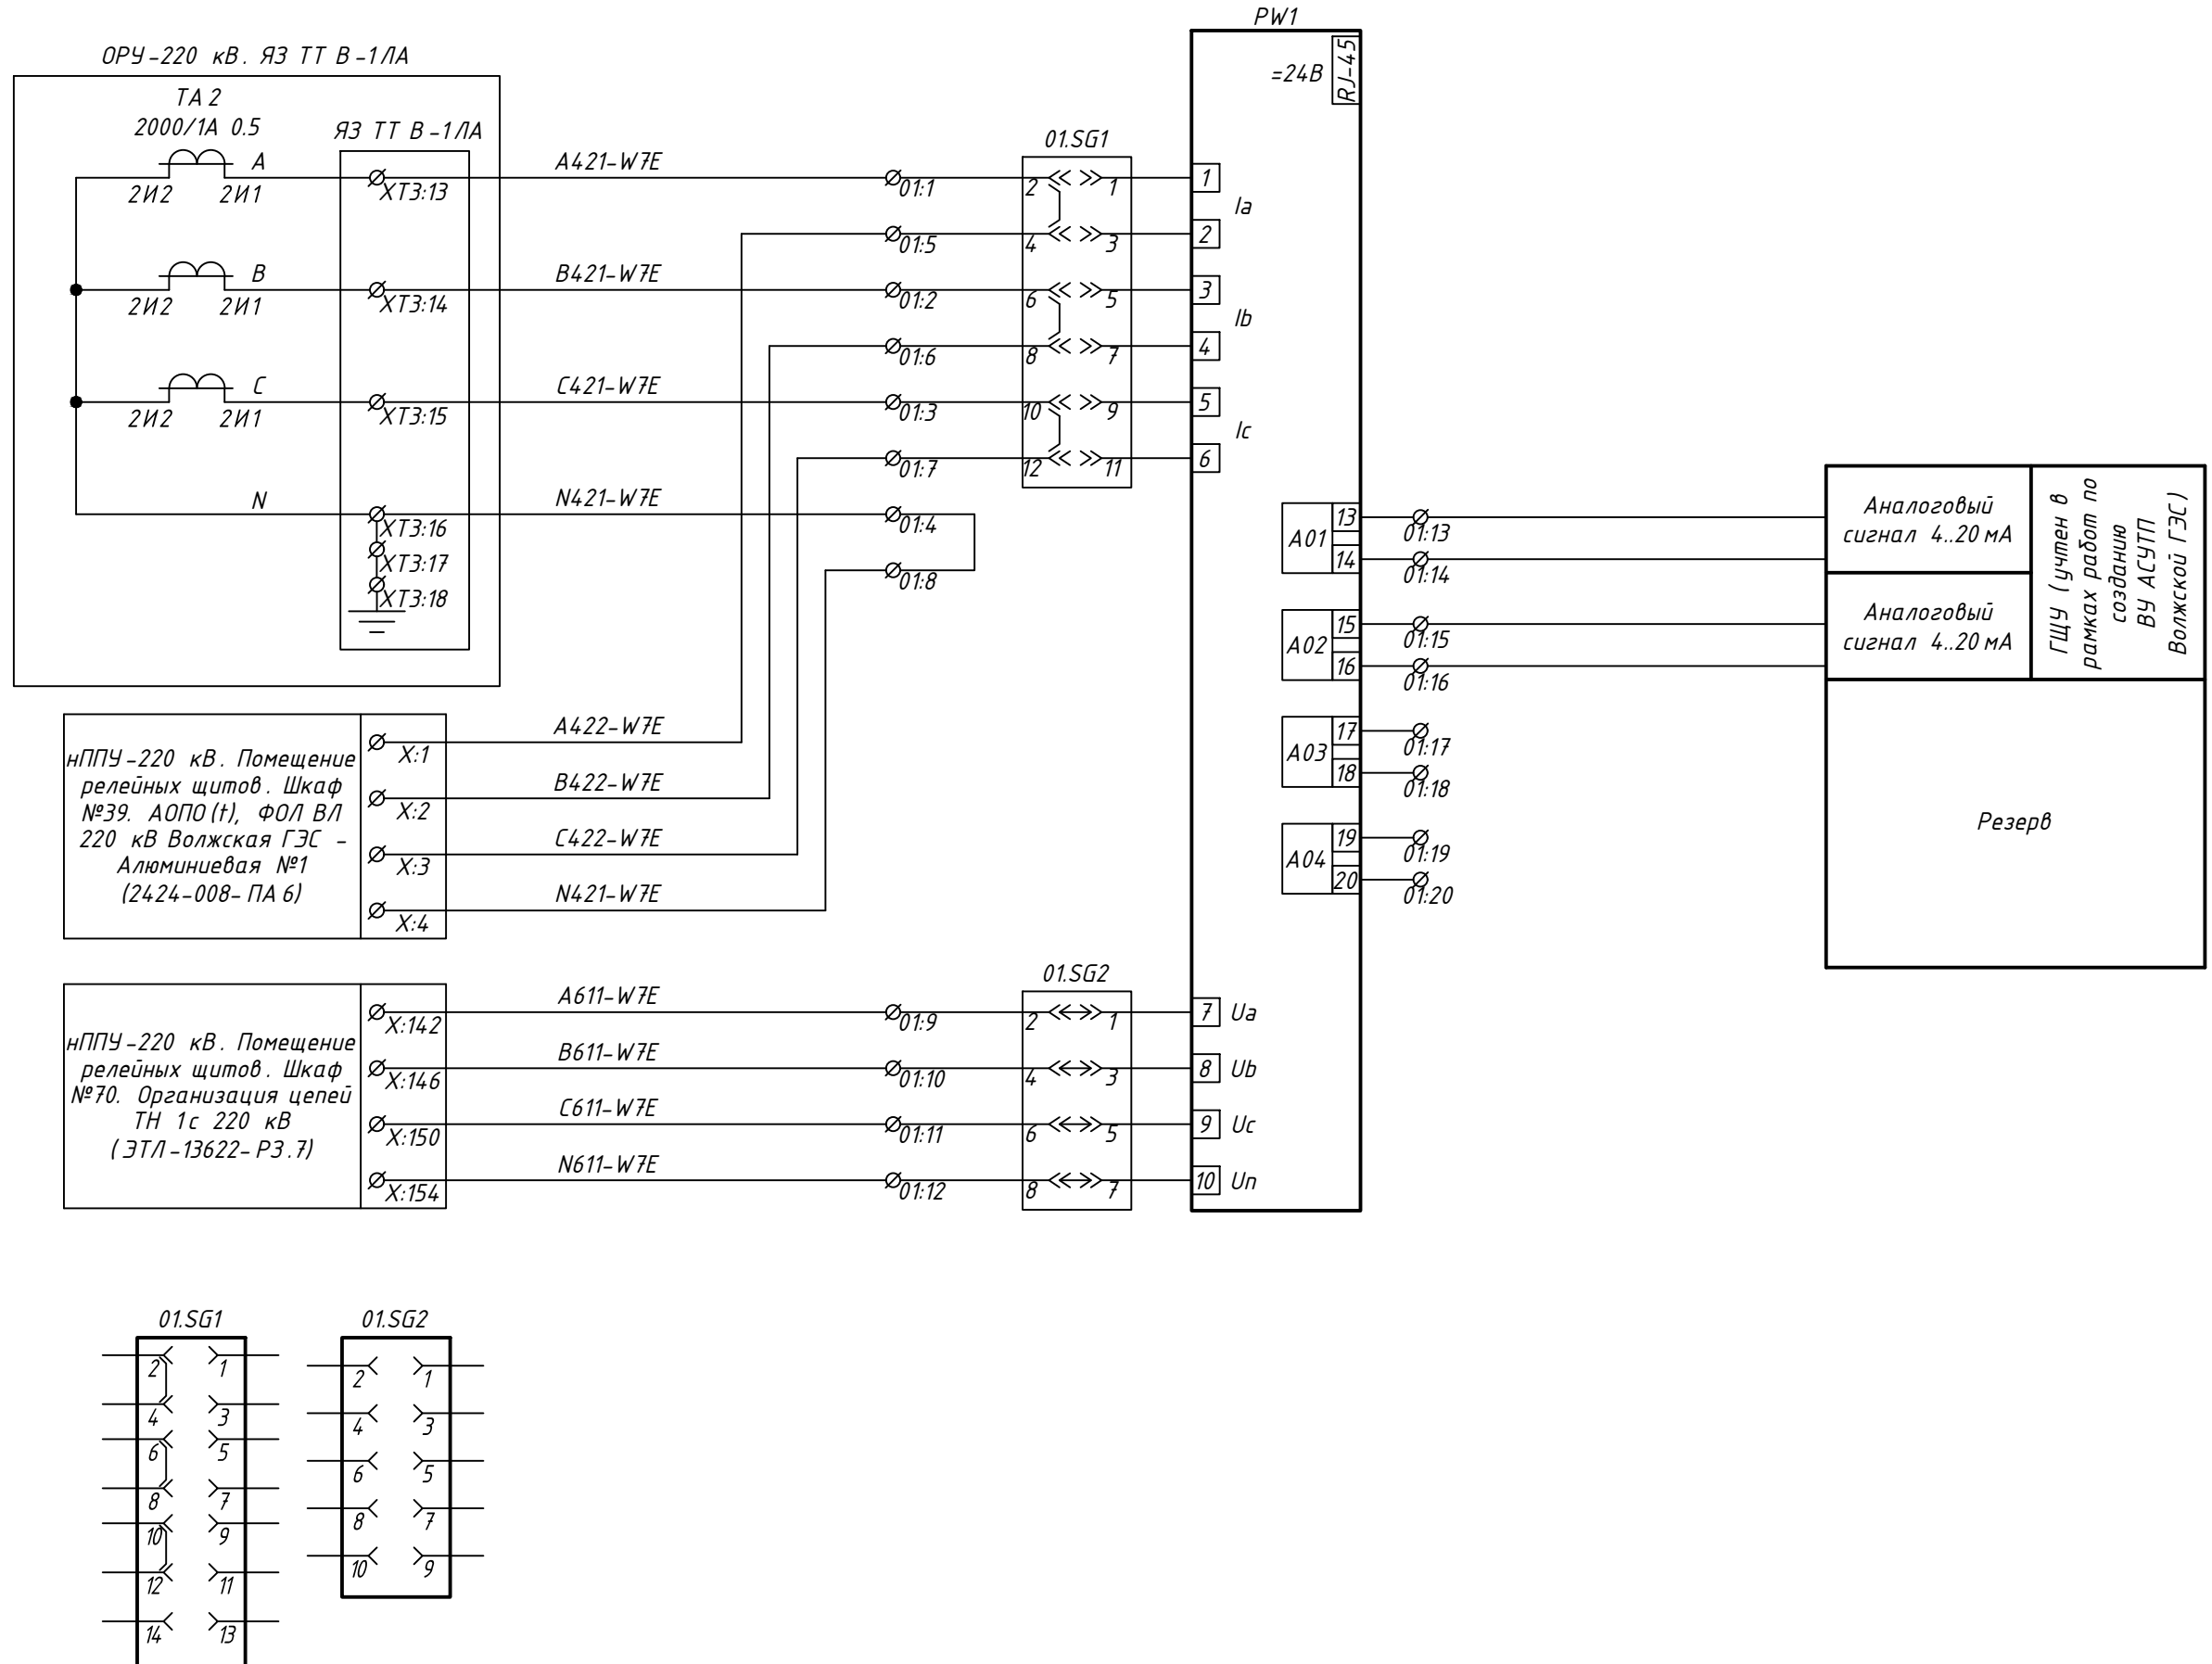 PW1
ОРУ-220 кВ. ЯЗ ТТ В-1ЛА
=24В
RJ-45
ТА2
2000/1А 0.5
ЯЗ ТТ В-1ЛА
A
2И2
2И1
XT3:13
B
2И2
2И1
XT3:14
C
2И2
2И1
XT3:15
N
XT3:16
XT3:17
XT3:18
A421-W7E
B421-W7E
C421-W7E
N421-W7E
01:1
01:5
01:2
01:6
01:3
01:7
01:4
01:8
01.SG1
2
1
4
3
6
5
8
7
10
9
12
11
1
Ia
2
3
Ib
4
5
Ic
6
A01
13
14
01:13
01:14
A02
15
16
01:15
01:16
A03
17
18
01:17
01:18
A04
19
20
01:19
01:20
Аналоговый
сигнал 4..20 мА
Аналоговый
сигнал 4..20 мА
ГЩУ (учтен в
рамках работ по
созданию
ВУ АСУТП
Волжской ГЭС)
Резерв
нППУ-220 кВ. Помещение
релейных щитов. Шкаф
№39. АОПО(t), ФОЛ ВЛ
220 кВ Волжская ГЭС -
Алюминиевая №1
(2424-008-ПА6)
X:1
X:2
X:3
X:4
A422-W7E
B422-W7E
C422-W7E
N421-W7E
нППУ-220 кВ. Помещение
релейных щитов. Шкаф
№70. Организация цепей
ТН 1с 220 кВ
(ЭТЛ-13622-РЗ.7)
X:142
X:146
X:150
X:154
A611-W7E
B611-W7E
C611-W7E
N611-W7E
01:9
01:10
01:11
01:12
01.SG2
2
1
4
3
6
5
8
7
7
Ua
8
Ub
9
Uc
10
Un
01.SG1
2
1
4
3
6
5
8
7
10
9
12
11
14
13
01.SG2
2
1
4
3
6
5
8
7
10
9